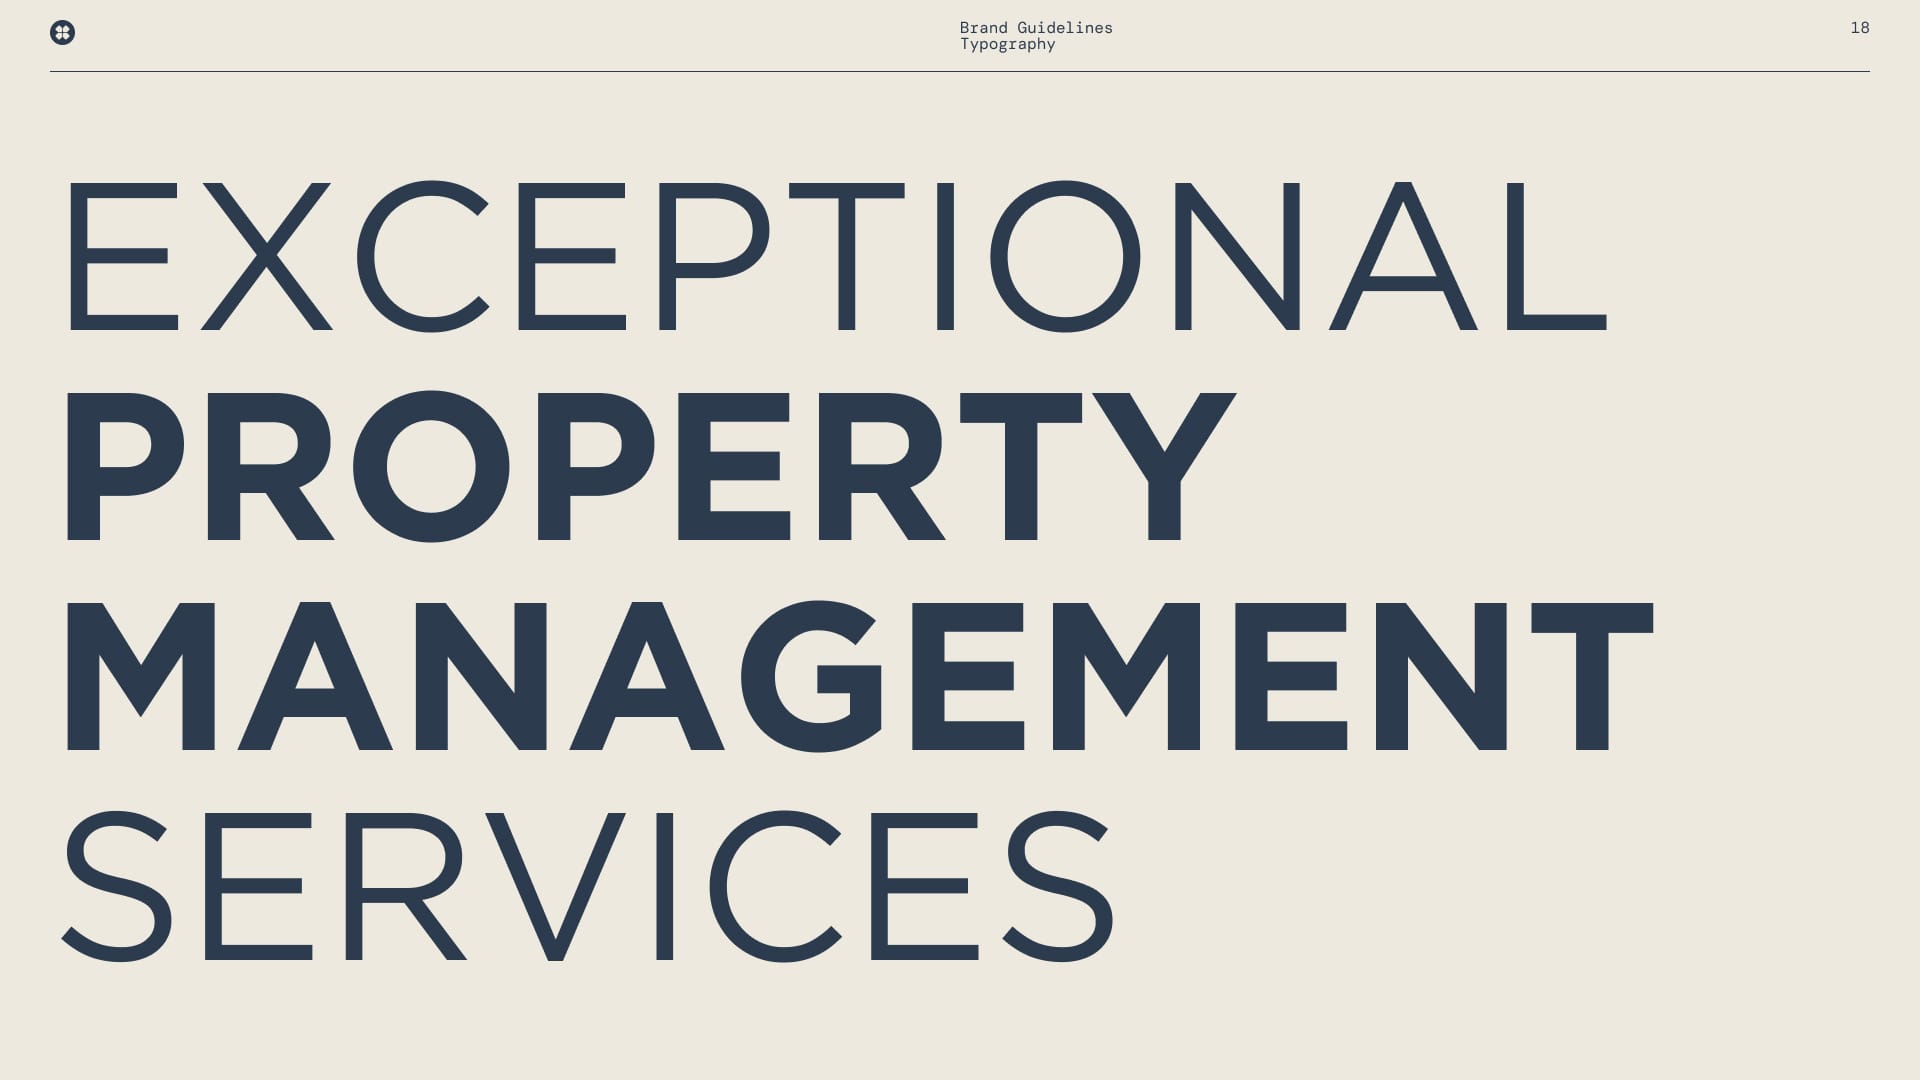 Brand Guidelines
Typography
18
EXCEPTIONAL
PROPERTY
MANAGEMENT
SERVICES